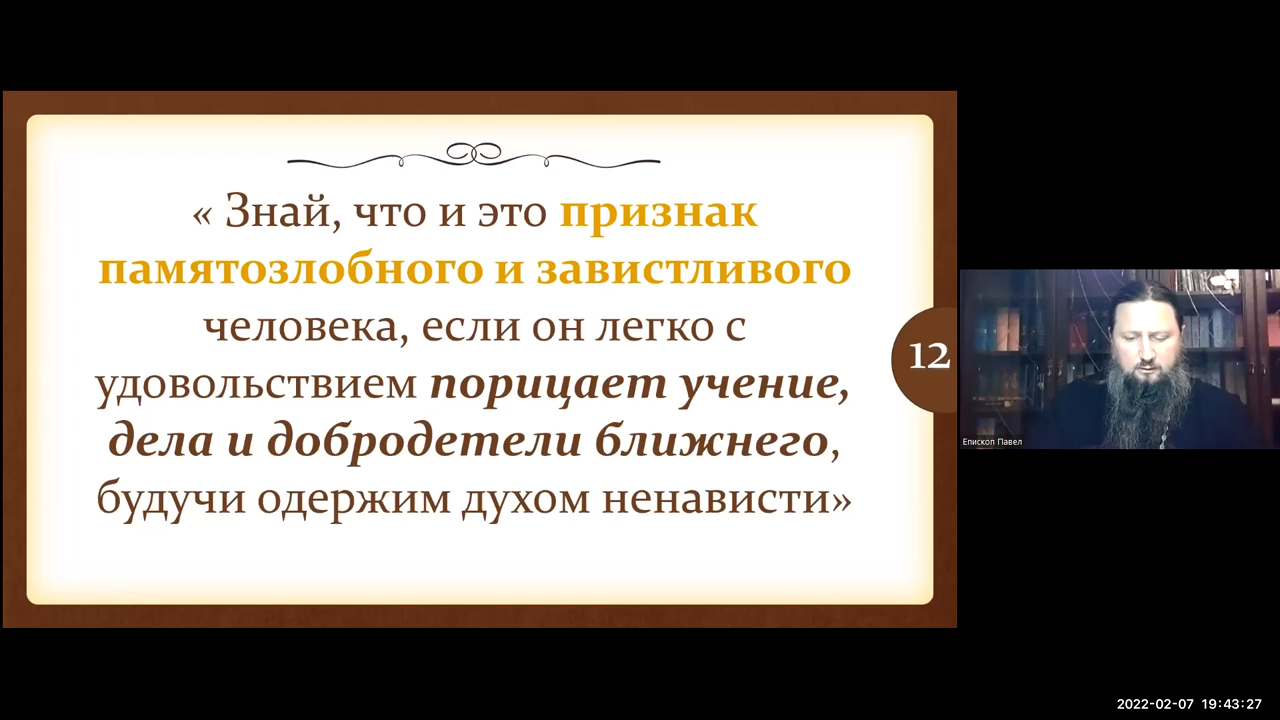 « Знай, что и это признак
памятозлобного и завистливого
человека, если он легко с
удовольствием порицает учение,
дела и добродетели ближнего,
будучи одержим духом ненависти»
12
Епископ Павел
2022-02-07 19:43:27